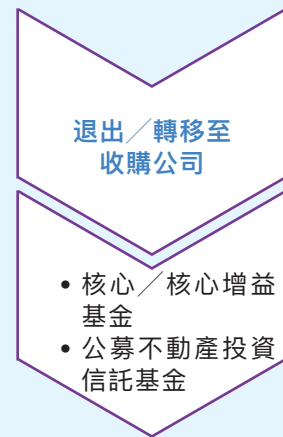 退出╱轉移至
收購公司
• 核心╱核心增益
基金
• 公募不動產投資
信託基金